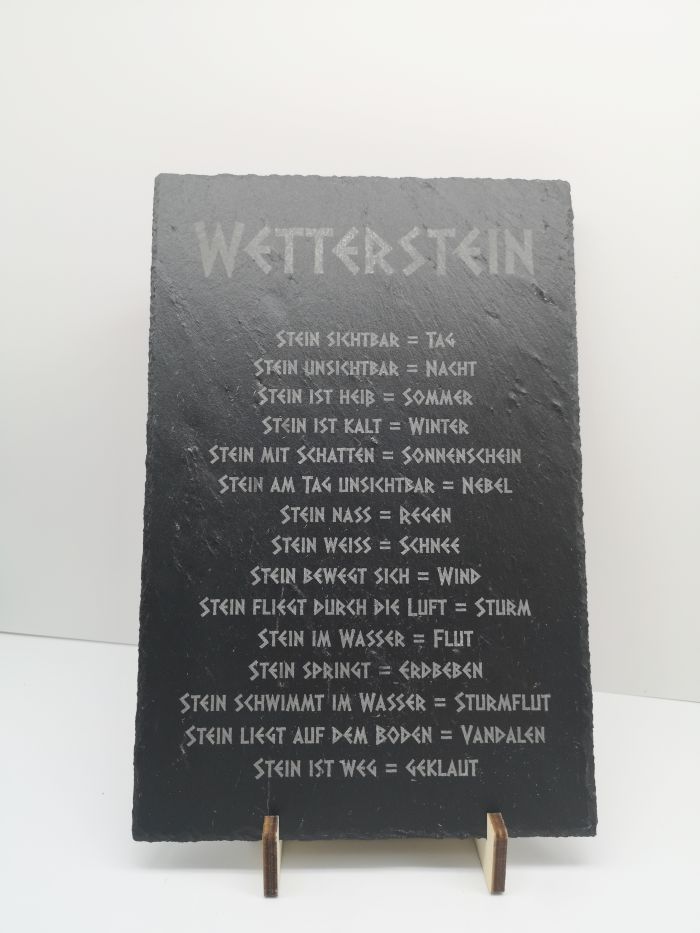 WETTERSTEIN
STEIN SICHTBAR = TAG
STEIN UNSICHTBAR = NACHT
STEIN IST HEIß = SOMMER
STEIN IST KALT = WINTER
STEIN MIT SCHATTEN = SONNENSCHEIN
STEIN AM TAG UNSICHTBAR = NEBEL
STEIN NASS = REGEN
STEIN WEISS = SCHNEE
STEIN BEWEGT SICH = WIND
STEIN FLIEGT DURCH DIE LUFT = STURM
STEIN IM WASSER = FLUT
STEIN SPRINGT = ERDBEBEN
STEIN SCHWIMMT IM WASSER = STURMFLUT
STEIN LIEGT AUF DEM BODEN = VANDALEN
STEIN IST WEG = GEKLAUT